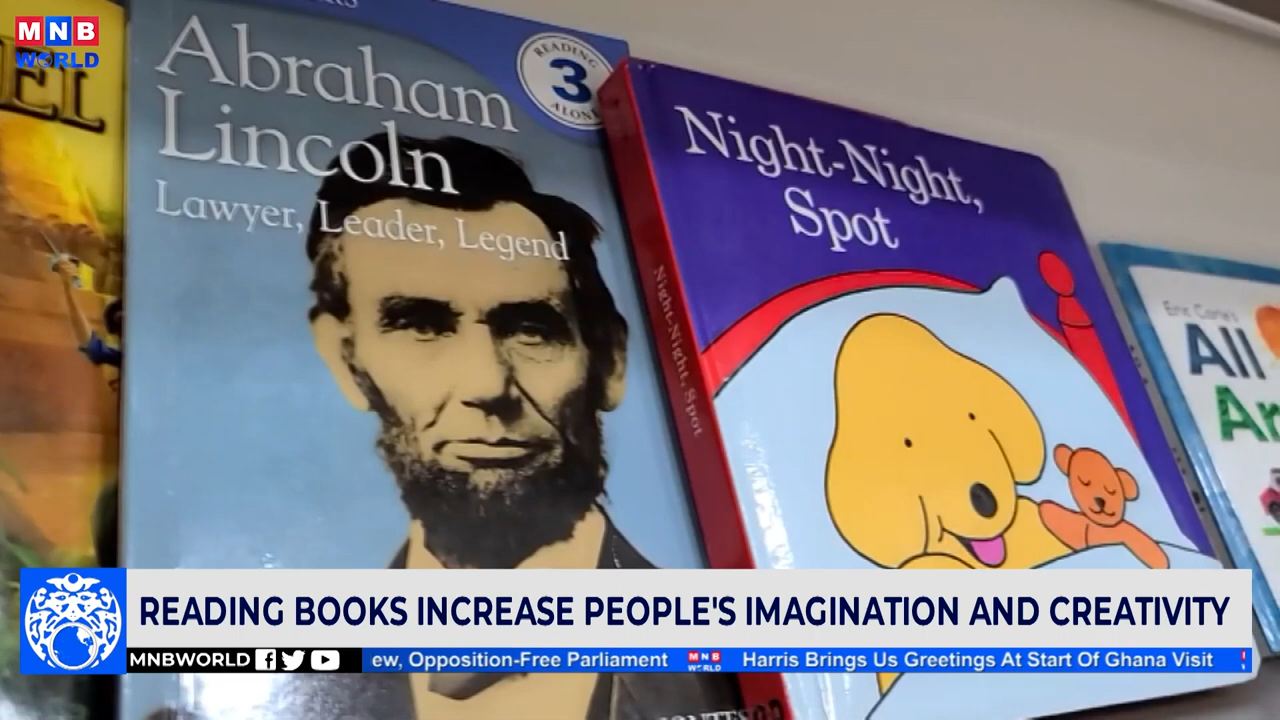 MNB
WORLD
EL
Abraham
Lincoln
Lawyer, Leader, Legend
READING
3
ALONE
Night-Night,
Spot
Night-Night, Spot
Eric Carle's
All
Ar
READING BOOKS INCREASE PEOPLE'S IMAGINATION AND CREATIVITY
MNBWORLD
ew, Opposition-Free Parliament MNB WORLD Harris Brings Us Greetings At Start Of Ghana Visit